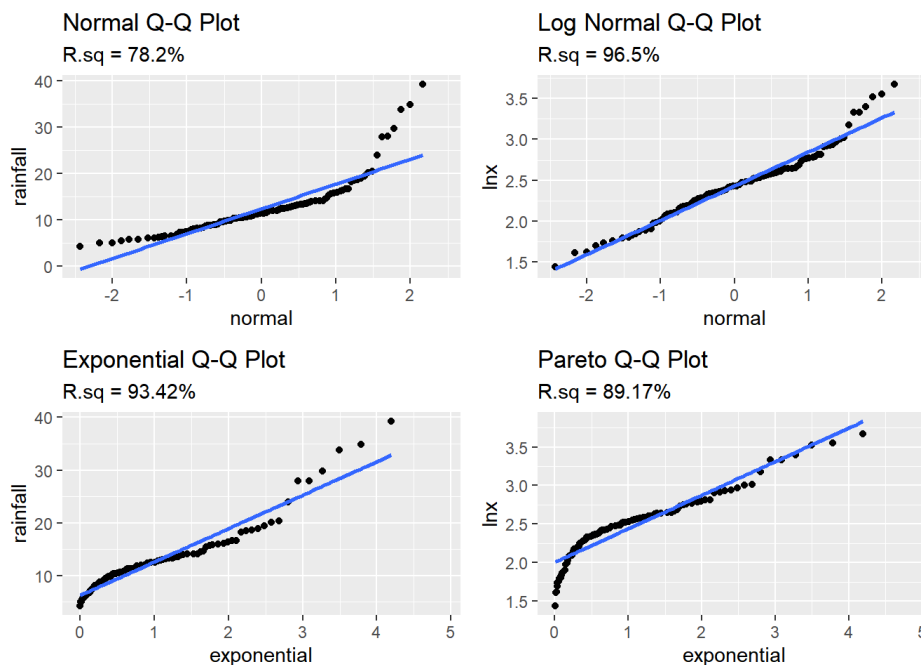 Normal Q-Q Plot
R.sq = 78.2%
40
30
20
10
0
rainfall
-2 -1 0 1 2
normal
Log Normal Q-Q Plot
R.sq = 96.5%
3.5
3.0
2.5
2.0
1.5
lnx
-2 -1 0 1 2
normal
Exponential Q-Q Plot
R.sq = 93.42%
40
30
20
10
rainfall
0 1 2 3 4 5
exponential
Pareto Q-Q Plot
R.sq = 89.17%
3.5
3.0
2.5
2.0
1.5
lnx
0 1 2 3 4 5
exponential